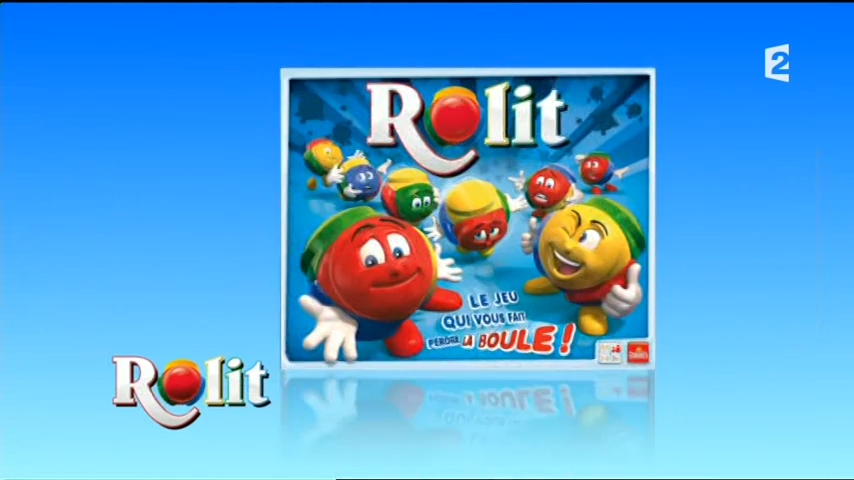 2
Rolit
LE JEU
QUI VOUS FAIT
PERDRE LA BOULE !
Rolit